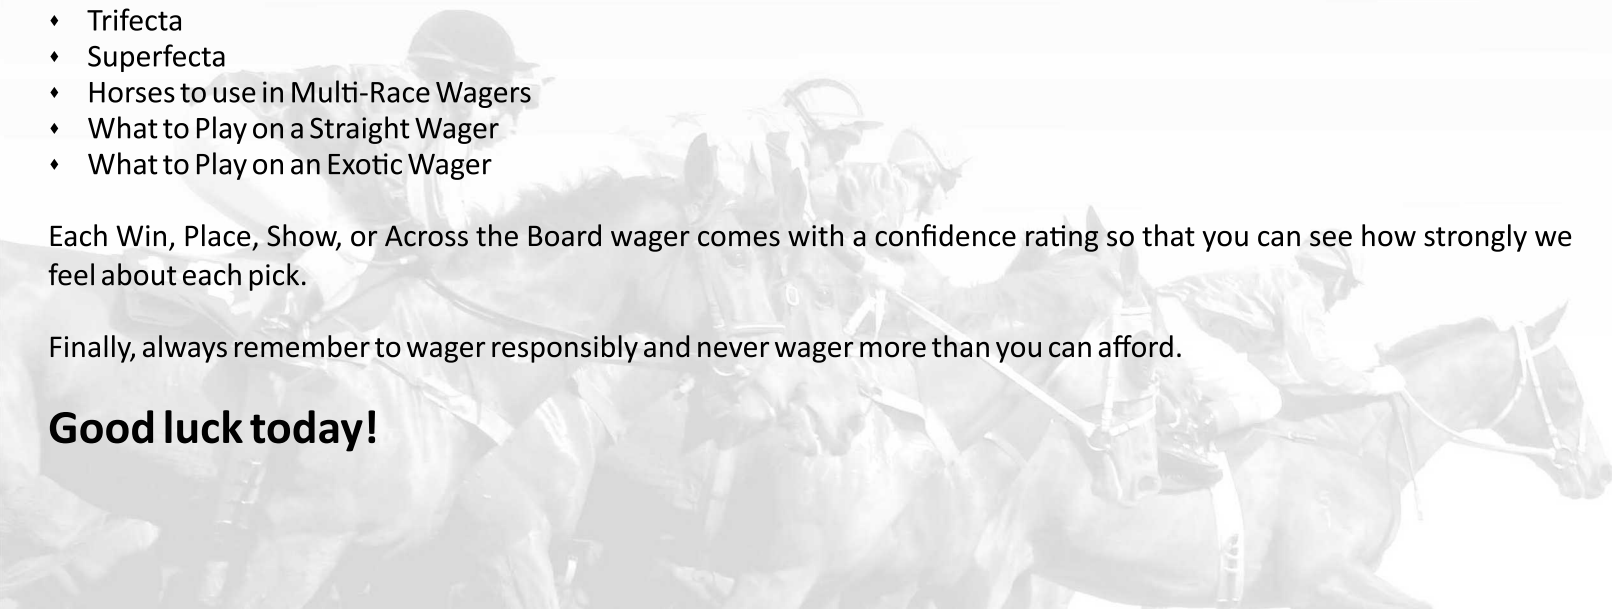 ⬧ Trifecta
⬧ Superfecta
⬧ Horses to use in Multi-Race Wagers
⬧ What to Play on a Straight Wager
⬧ What to Play on an Exotic Wager
Each Win, Place, Show, or Across the Board wager comes with a confidence rating so that you can see how strongly we
feel about each pick.
Finally, always remember to wager responsibly and never wager more than you can afford.
Good luck today!